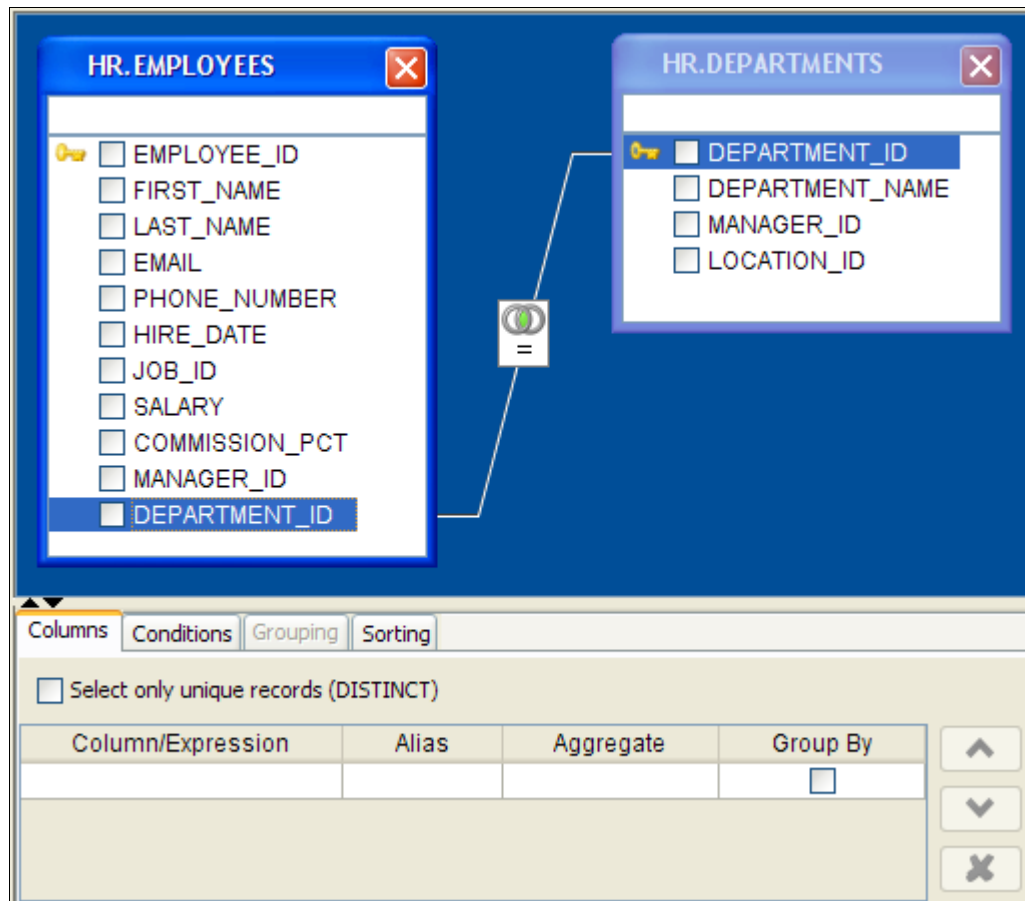 HR.EMPLOYEES
EMPLOYEE_ID
FIRST_NAME
LAST_NAME
EMAIL
PHONE_NUMBER
HIRE_DATE
JOB_ID
SALARY
COMMISSION_PCT
MANAGER_ID
DEPARTMENT_ID
=
HR.DEPARTMENTS
DEPARTMENT_ID
DEPARTMENT_NAME
MANAGER_ID
LOCATION_ID
Columns Conditions Grouping Sorting
Select only unique records (DISTINCT)
Column/Expression Alias Aggregate Group By